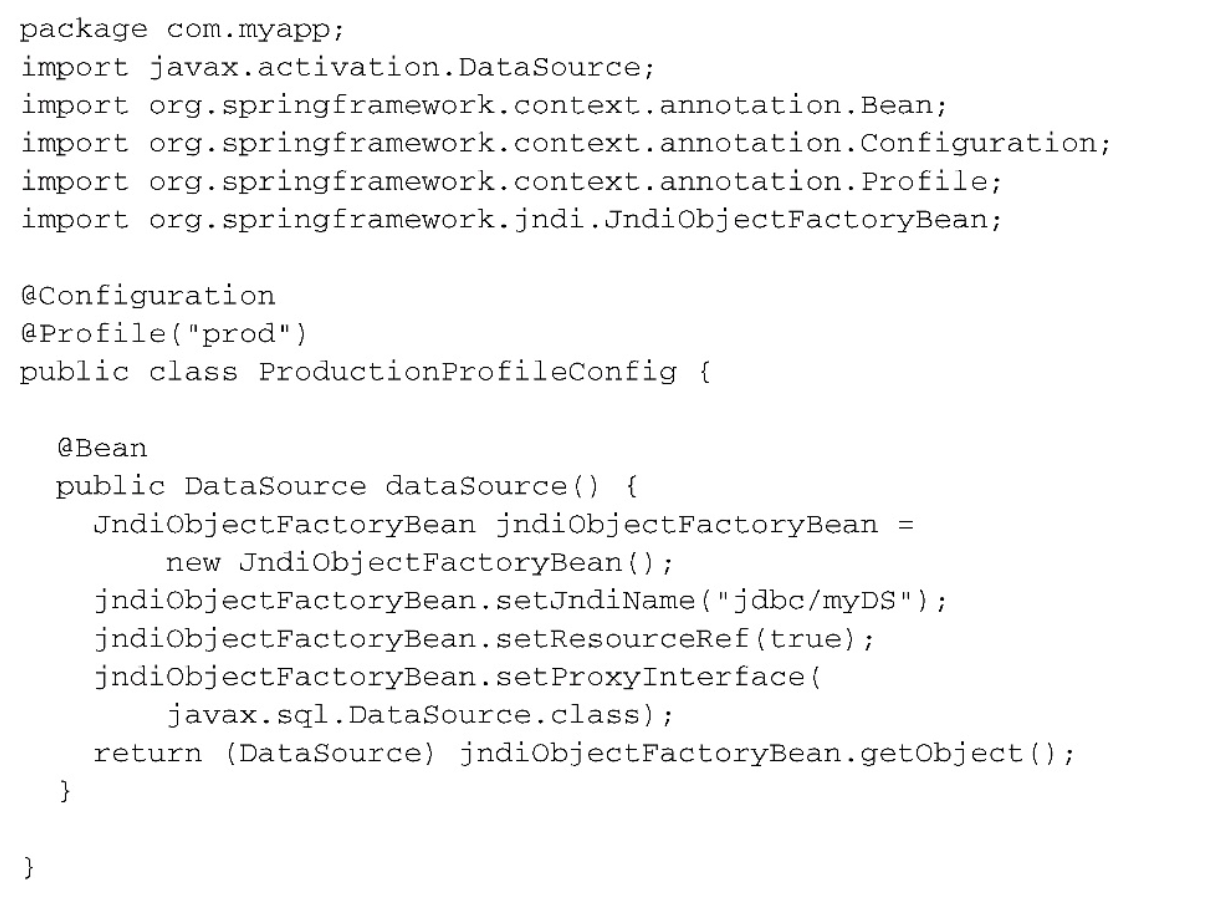 package com.myapp;
import javax.activation.DataSource;
import org.springframework.context.annotation.Bean;
import org.springframework.context.annotation.Configuration;
import org.springframework.context.annotation.Profile;
import org.springframework.jndi.JndiObjectFactoryBean;

@Configuration
@Profile("prod")
public class ProductionProfileConfig {

  @Bean
  public DataSource dataSource() {
    JndiObjectFactoryBean jndiObjectFactoryBean =
        new JndiObjectFactoryBean();
    jndiObjectFactoryBean.setJndiName("jdbc/myDS");
    jndiObjectFactoryBean.setResourceRef(true);
    jndiObjectFactoryBean.setProxyInterface(
        javax.sql.DataSource.class);
    return (DataSource) jndiObjectFactoryBean.getObject();
  }

}